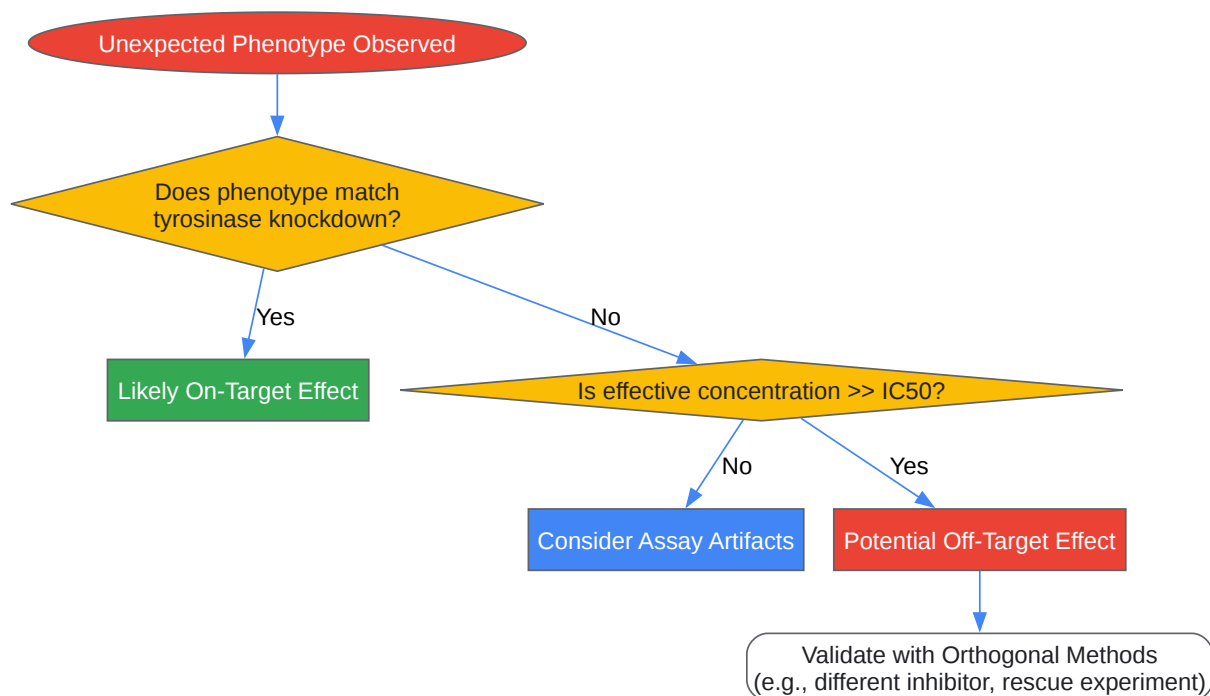 Unexpected Phenotype Observed
Does phenotype match
tyrosinase knockdown?
Yes
No
Likely On-Target Effect
Is effective concentration >> IC50?
No
Yes
Consider Assay Artifacts
Potential Off-Target Effect
Validate with Orthogonal Methods
(e.g., different inhibitor, rescue experiment)